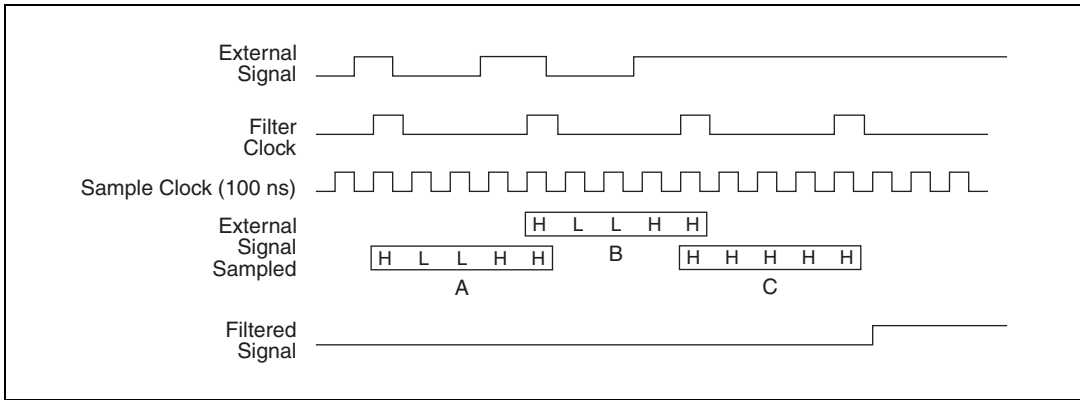 External
Signal
Filter
Clock
Sample Clock (100 ns)
External
Signal
Sampled
H L L H H
B
H L L H H
A
H H H H H
C
Filtered
Signal